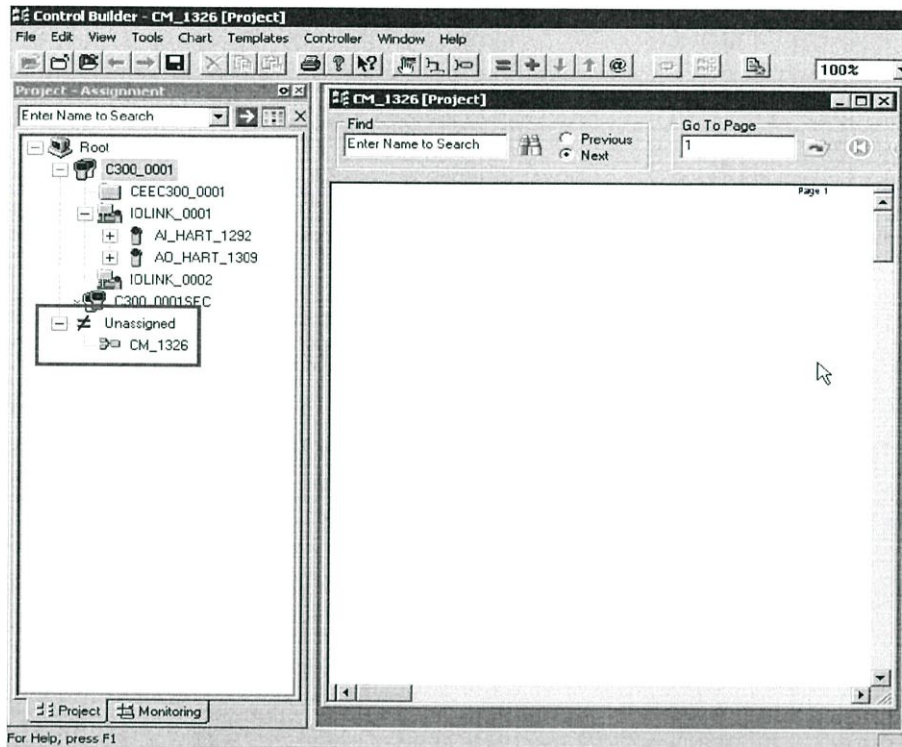 Control Builder - CM_1326 [Project]
File Edit View Tools Chart Templates Controller Window Help
100%
Project - Assignment
Enter Name to Search
Root
C300_0001
CEEC300_0001
IOLINK_0001
AI_HART_1292
AO_HART_1309
IOLINK_0002
C300_0001SEC
Unassigned
CM_1326
Project Monitoring
CM_1326 [Project]
Find
Enter Name to Search
Previous
Next
Go To Page
1
Page 1
For Help, press F1